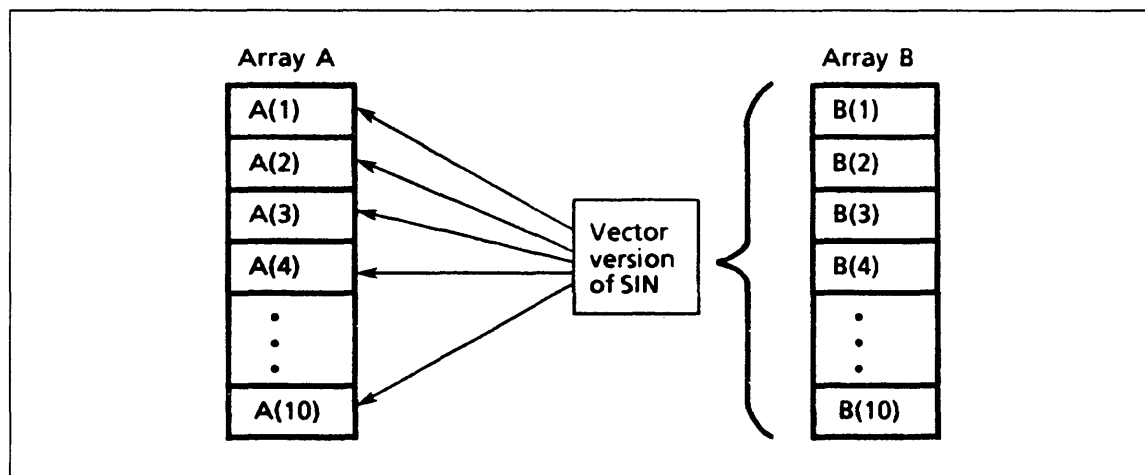 Array A
A(1)
A(2)
A(3)
A(4)
A(10)
Vector
version
of SIN
Array B
B(1)
B(2)
B(3)
B(4)
B(10)